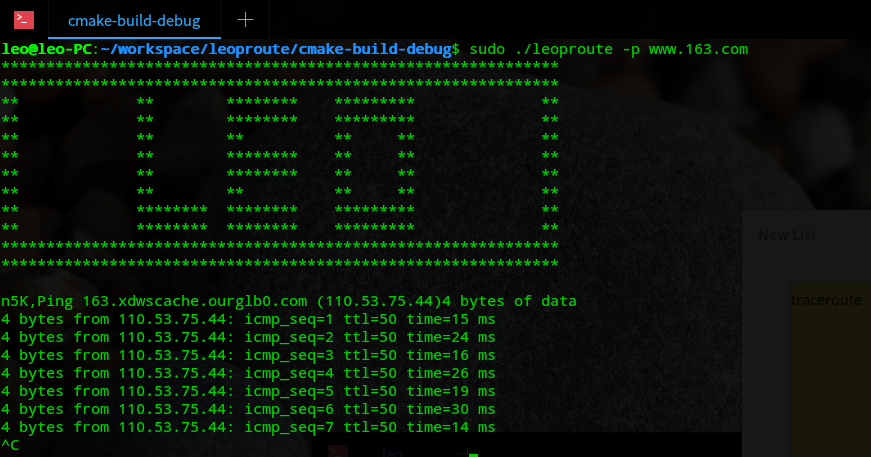 cmake-build-debug
leo@leo-PC:~/workspace/leoproute/cmake-build-debug$ sudo ./leoproute -p www.163.com
**************************************************************
**************************************************************
**             **        ********    *********              **
**             **        ********    *********              **
**             **        **          **     **              **
**             **        ********    **     **              **
**             **        ********    **     **              **
**             **        **          **     **              **
**             ********  ********    *********              **
**             ********  ********    *********              **
**************************************************************
**************************************************************
n5K,Ping 163.xdwscache.ourglb0.com (110.53.75.44)4 bytes of data
4 bytes from 110.53.75.44: icmp_seq=1 ttl=50 time=15 ms
4 bytes from 110.53.75.44: icmp_seq=2 ttl=50 time=24 ms
4 bytes from 110.53.75.44: icmp_seq=3 ttl=50 time=16 ms
4 bytes from 110.53.75.44: icmp_seq=4 ttl=50 time=26 ms
4 bytes from 110.53.75.44: icmp_seq=5 ttl=50 time=19 ms
4 bytes from 110.53.75.44: icmp_seq=6 ttl=50 time=30 ms
4 bytes from 110.53.75.44: icmp_seq=7 ttl=50 time=14 ms
^C
New List
traceroute
leo